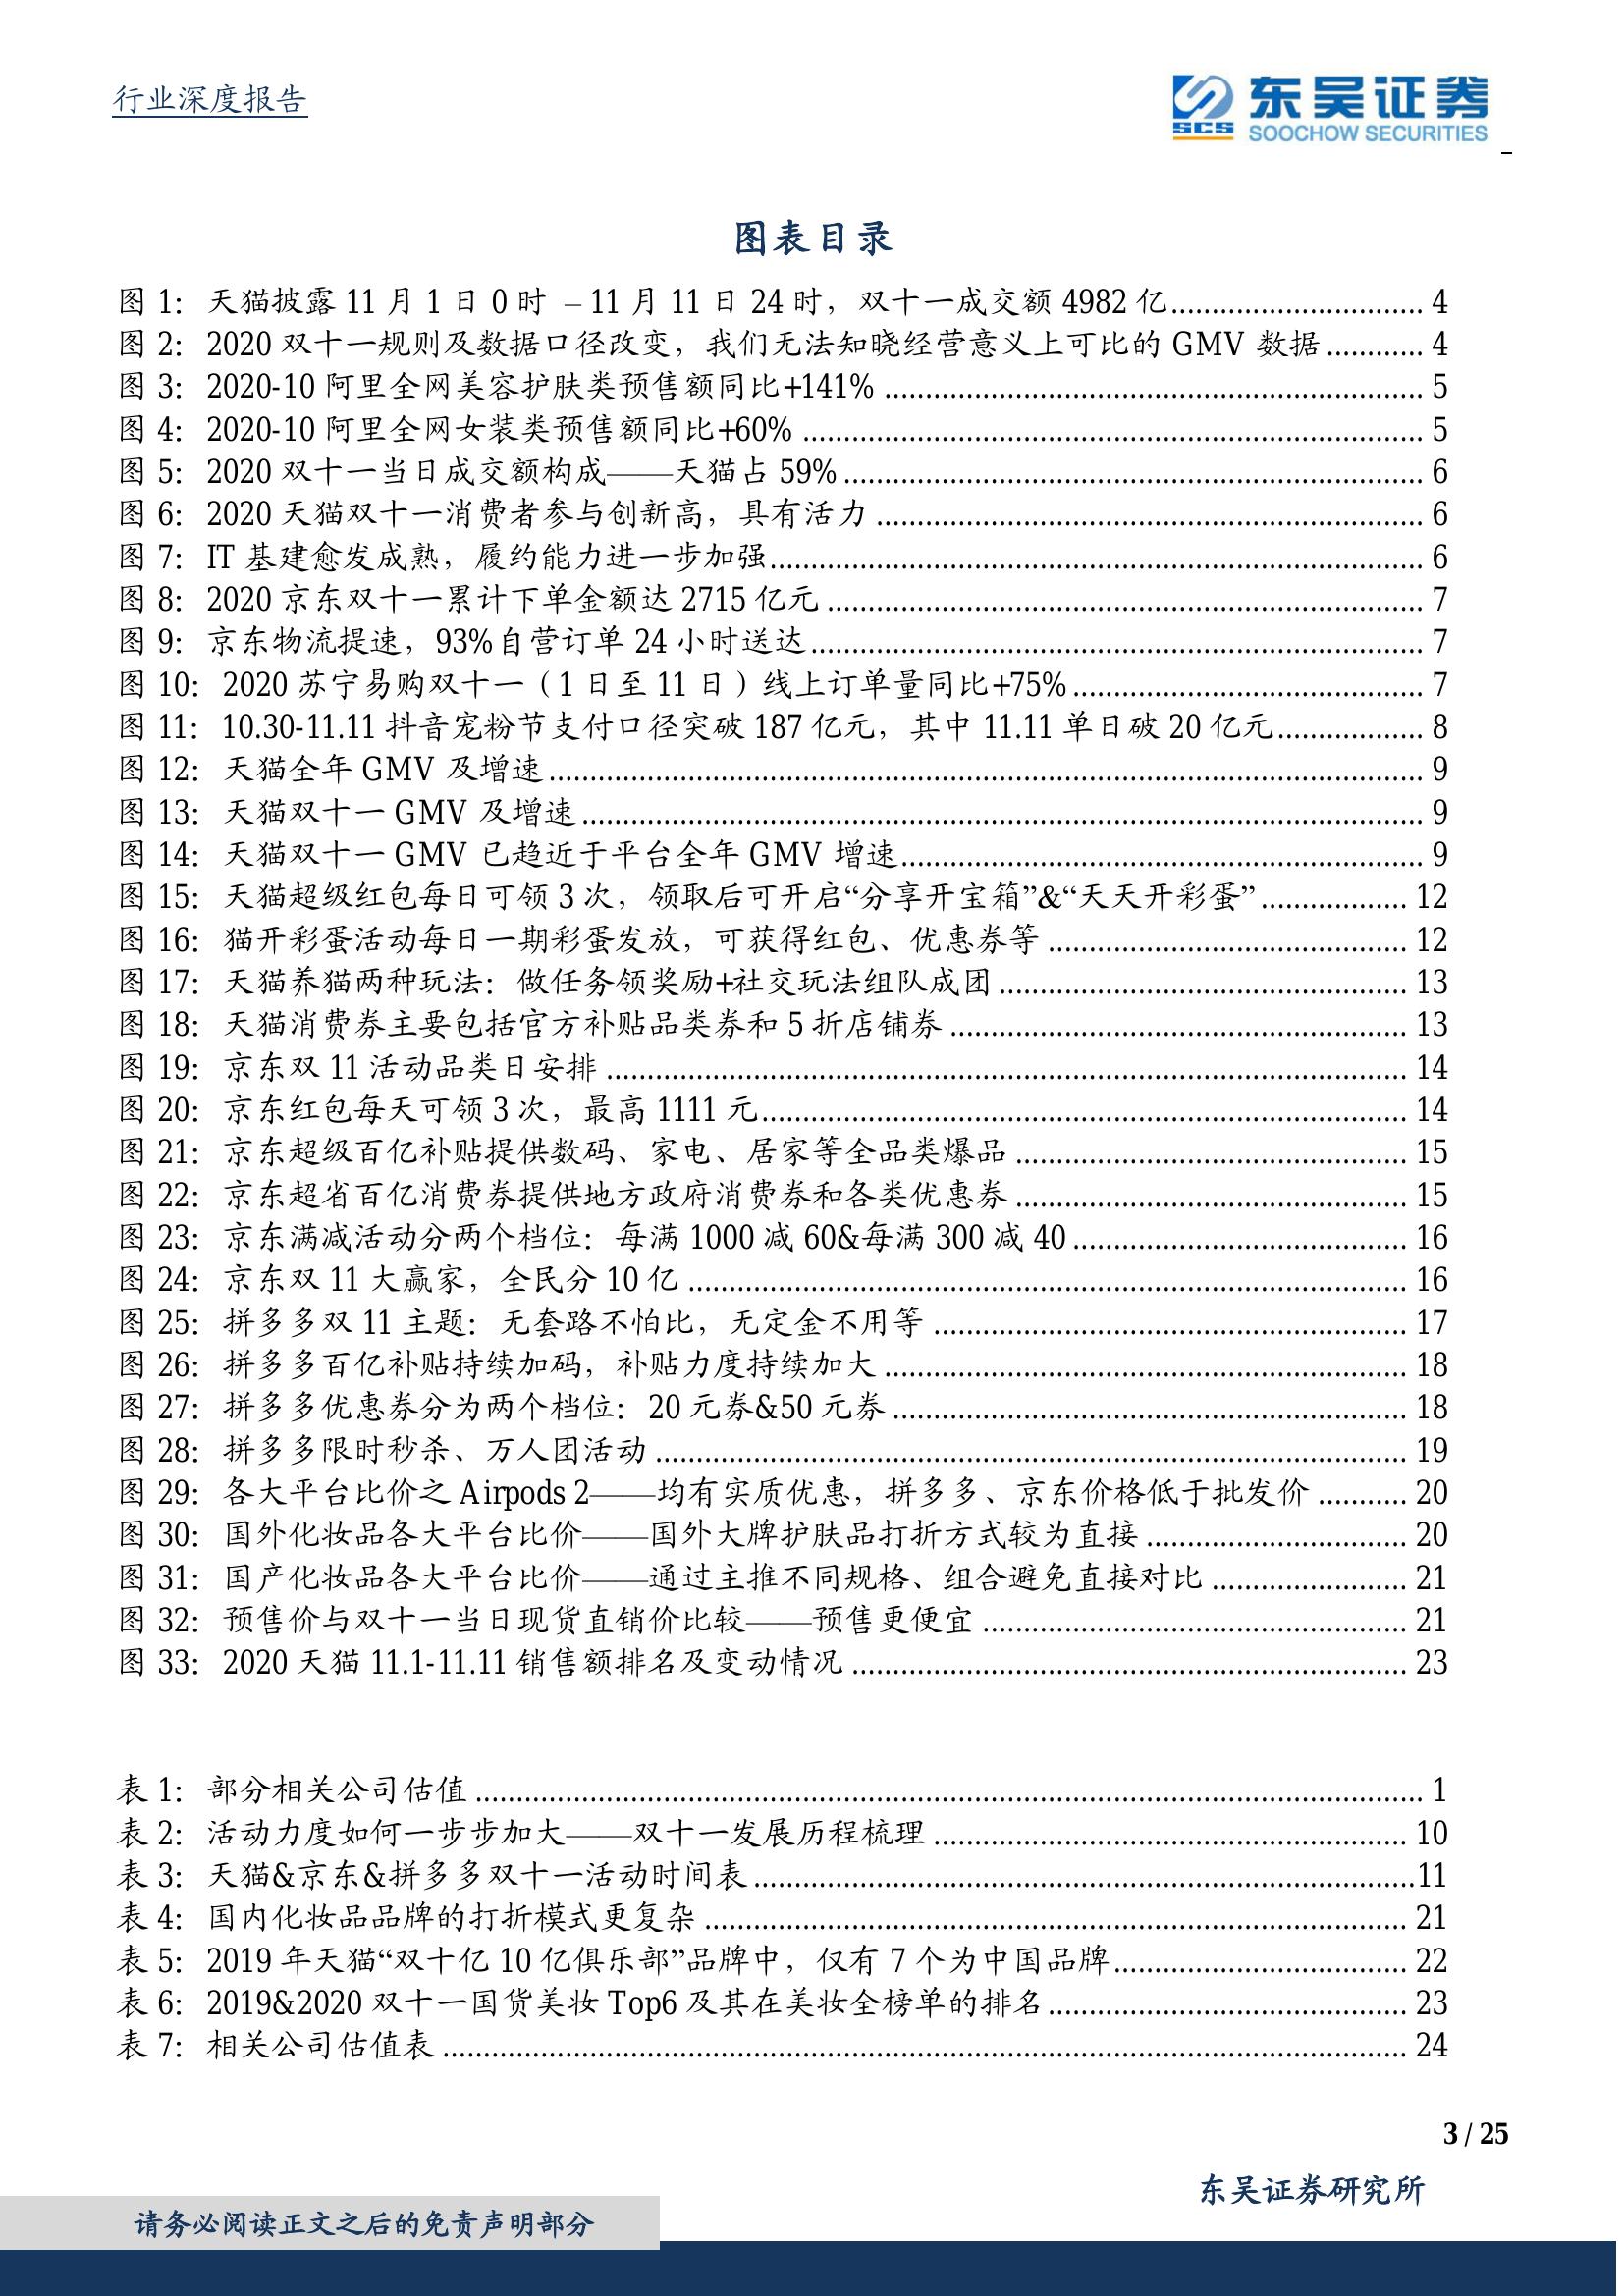 行业深度报告
SCS 东吴证券
SOOCHOW SECURITIES
图表目录
图 1: 天猫披露 11 月 1 日 0 时 – 11 月 11 日 24 时，双十一成交额 4982 亿 4
图 2: 2020 双十一规则及数据口径改变，我们无法知晓经营意义上可比的 GMV 数据 4
图 3: 2020-10 阿里全网美容护肤类预售额同比+141% 5
图 4: 2020-10 阿里全网女装类预售额同比+60% 5
图 5: 2020 双十一当日成交额构成——天猫占 59% 6
图 6: 2020 天猫双十一消费者参与创新高，具有活力 6
图 7: IT 基建愈发成熟，履约能力进一步加强 6
图 8: 2020 京东双十一累计下单金额达 2715 亿元 7
图 9: 京东物流提速，93%自营订单 24 小时送达 7
图 10: 2020 苏宁易购双十一（1 日至 11 日）线上订单量同比+75% 7
图 11: 10.30-11.11 抖音宠粉节支付口径突破 187 亿元，其中 11.11 单日破 20 亿元 8
图 12: 天猫全年 GMV 及增速 9
图 13: 天猫双十一 GMV 及增速 9
图 14: 天猫双十一 GMV 已趋近于平台全年 GMV 增速 9
图 15: 天猫超级红包每日可领 3 次，领取后可开启“分享开宝箱”&“天天开彩蛋” 12
图 16: 猫开彩蛋活动每日一期彩蛋发放，可获得红包、优惠券等 12
图 17: 天猫养猫两种玩法：做任务领奖励+社交玩法组队成团 13
图 18: 天猫消费券主要包括官方补贴品类券和 5 折店铺券 13
图 19: 京东双 11 活动品类日安排 14
图 20: 京东红包每天可领 3 次，最高 1111 元 14
图 21: 京东超级百亿补贴提供数码、家电、居家等全品类爆品 15
图 22: 京东超省百亿消费券提供地方政府消费券和各类优惠券 15
图 23: 京东满减活动分两个档位：每满 1000 减 60&每满 300 减 40 16
图 24: 京东双 11 大赢家，全民分 10 亿 16
图 25: 拼多多双 11 主题：无套路不怕比，无定金不用等 17
图 26: 拼多多百亿补贴持续加码，补贴力度持续加大 18
图 27: 拼多多优惠券分为两个档位：20 元券&50 元券 18
图 28: 拼多多限时秒杀、万人团活动 19
图 29: 各大平台比价之 Airpods 2——均有实质优惠，拼多多、京东价格低于批发价 20
图 30: 国外化妆品各大平台比价——国外大牌护肤品打折方式较为直接 20
图 31: 国产化妆品各大平台比价——通过主推不同规格、组合避免直接对比 21
图 32: 预售价与双十一当日现货直销价比较——预售更便宜 21
图 33: 2020 天猫 11.1-11.11 销售额排名及变动情况 23
表 1: 部分相关公司估值 1
表 2: 活动力度如何一步步加大——双十一发展历程梳理 10
表 3: 天猫&京东&拼多多双十一活动时间表 11
表 4: 国内化妆品品牌的打折模式更复杂 21
表 5: 2019 年天猫“双十亿 10 亿俱乐部”品牌中，仅有 7 个为中国品牌 22
表 6: 2019&2020 双十一国货美妆 Top6 及其在美妆全榜单的排名 23
表 7: 相关公司估值表 24
3 / 25
东吴证券研究所
请务必阅读正文之后的免责声明部分